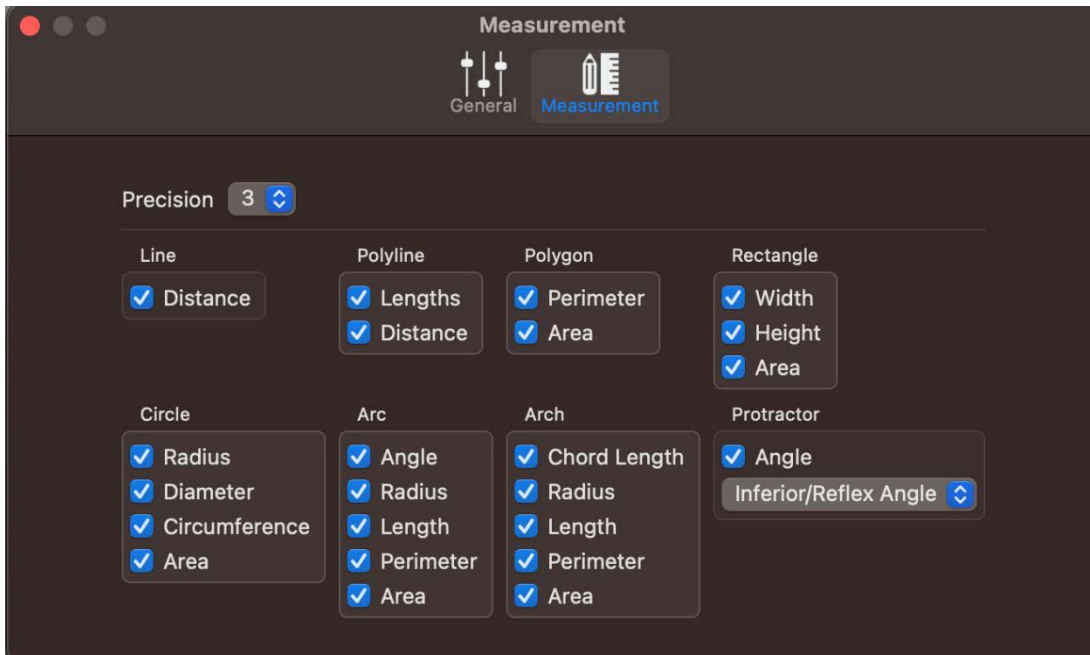 Measurement
General
Measurement
Precision 3
Line
Distance
Polyline
Lengths
Distance
Polygon
Perimeter
Area
Rectangle
Width
Height
Area
Circle
Radius
Diameter
Circumference
Area
Arc
Angle
Radius
Length
Perimeter
Area
Arch
Chord Length
Radius
Length
Perimeter
Area
Protractor
Angle
Inferior/Reflex Angle